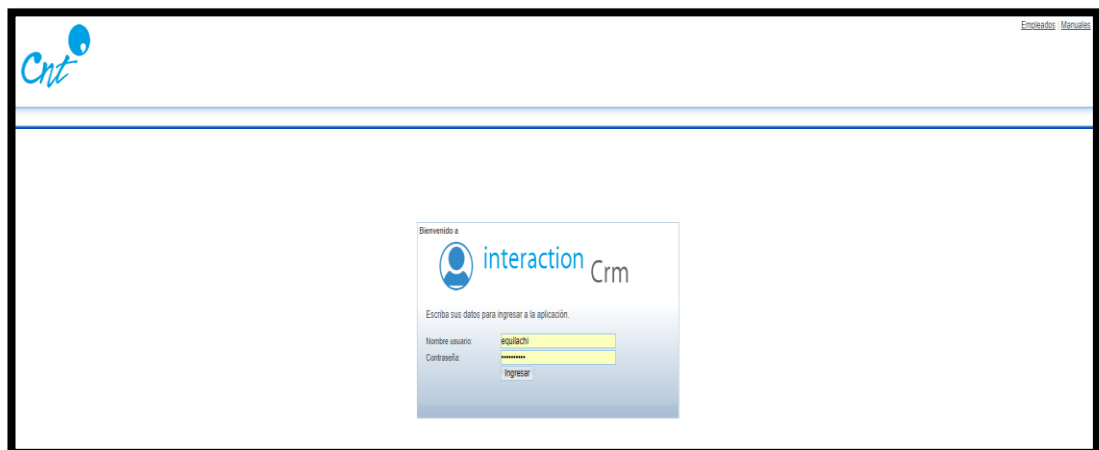 Empleados | Manuales
Cnt
Bienvenido a
interaction Crm
Escriba sus datos para ingresar a la aplicación.
Nombre usuario: equilachi
Contraseña: ••••••••••
Ingresar